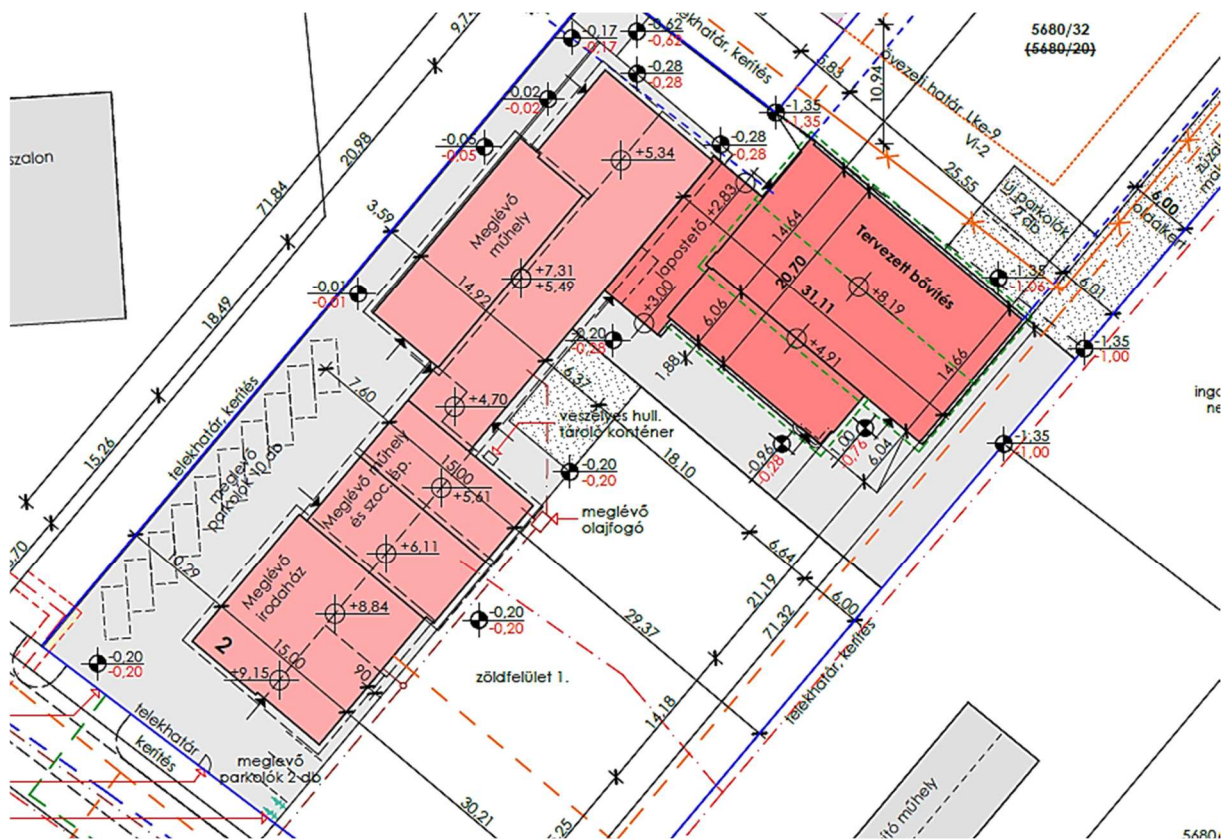 9,7
-0,17
-0,17
-0,62
-0,62
telekhatár, kerítés
5680/32
(5680/20)
-0,28
-0,28
5,83
10,94
övezeti határ Lke-9
Vi-2
-0,02
-0,02
-1,35
-1,35
-0,05
-0,05
-0,28
-0,28
szalon
20,98
71,84
+5,34
25,55
új parkolók
2 db
oldalkert
6,00
3,59
Meglévő
műhely
+2,83
lapostető
+3,00
14,64
Tervezett bővítés
20,70
31,11
+7,31
+5,49
14,92
-0,01
-0,01
+8,19
-1,35
-1,06
6,01
18,49
6,06
+4,91
-0,20
-0,28
-1,35
-1,00
14,66
1,88
7,60
6,37
+4,70
telekhatár, kerítés
meglévő
parkolók 10 db
veszélyes hull.
tároló konténer
15,26
-0,96
-0,28
-1,00
-0,76
6,04
-1,35
-1,00
15,00
Meglévő műhely
és szoc. ép.
+5,61
-0,20
-0,20
18,10
meglévő
olajfogó
+6,11
6,64
10,29
Meglévő
irodaház
+8,84
-0,20
-0,20
21,19
6,00
29,37
71,32
2
15,00
+9,15
90
-0,20
-0,20
zöldfelület 1.
telekhatár, kerítés
14,18
telekhatár
kerítés
meglévő
parkolók 2 db
30,21
,25
ító műhely
5680/